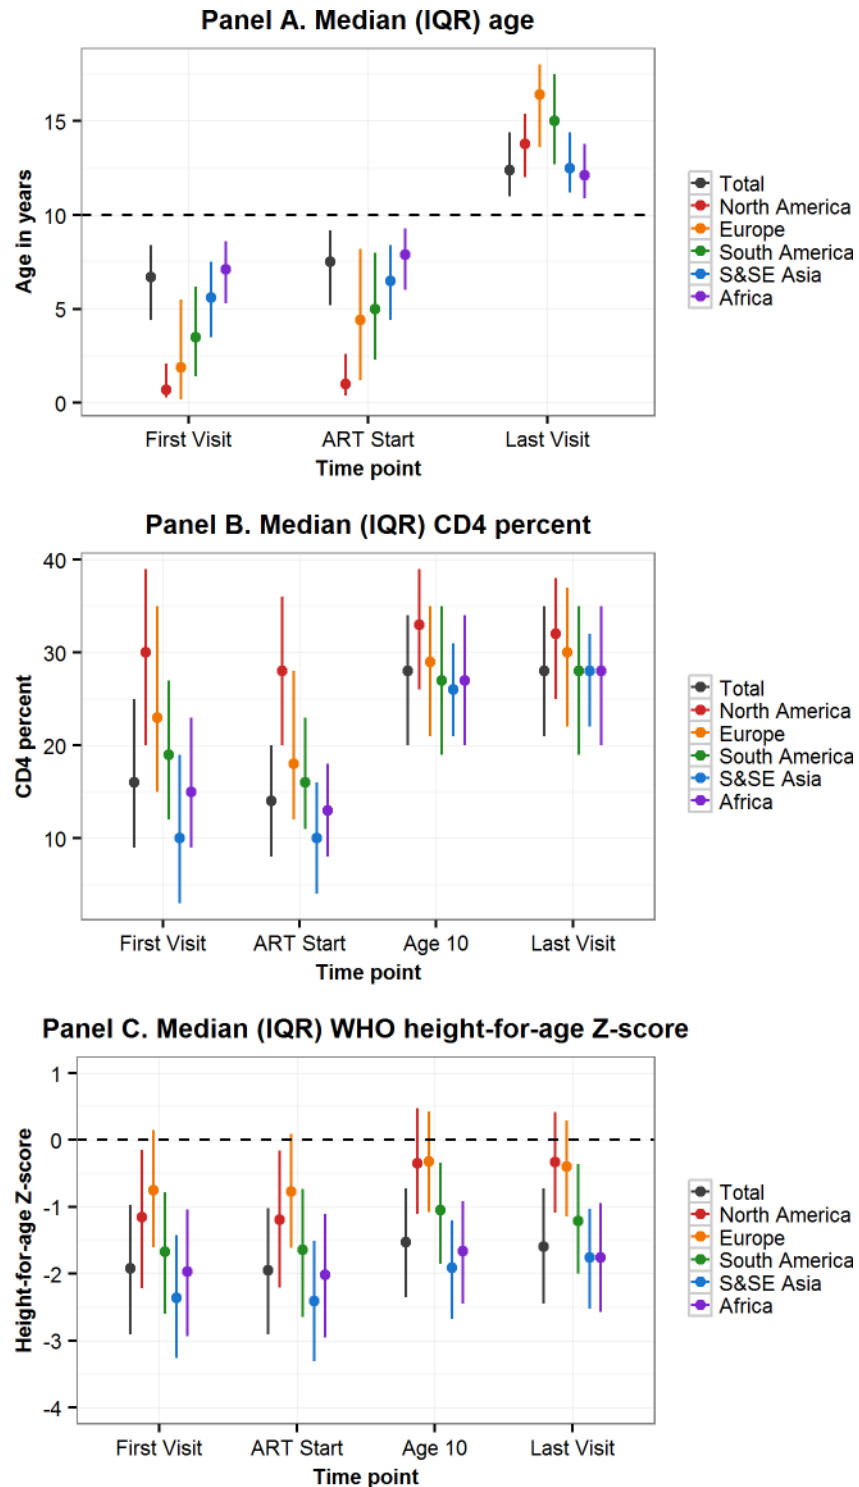 Panel A. Median (IQR) age
Age in years
15
10
5
0
First Visit ART Start Last Visit
Time point
Total
North America
Europe
South America
S&SE Asia
Africa
Panel B. Median (IQR) CD4 percent
CD4 percent
40
30
20
10
First Visit ART Start Age 10 Last Visit
Time point
Total
North America
Europe
South America
S&SE Asia
Africa
Panel C. Median (IQR) WHO height-for-age Z-score
Height-for-age Z-score
1
0
-1
-2
-3
-4
First Visit ART Start Age 10 Last Visit
Time point
Total
North America
Europe
South America
S&SE Asia
Africa